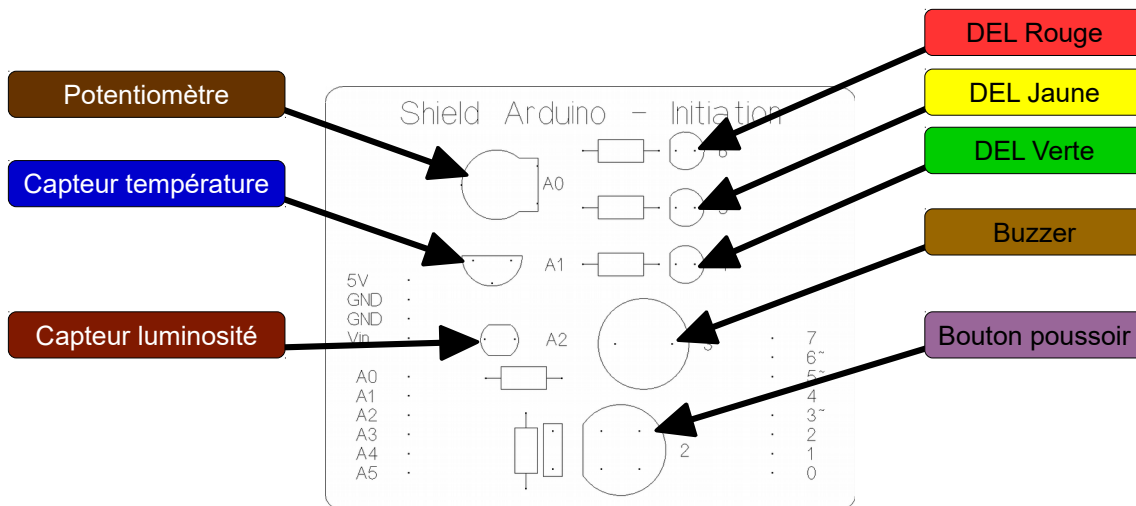 DEL Rouge
Potentiomètre
DEL Jaune
Shield Arduino - Initiation
DEL Verte
Capteur température
A0
Buzzer
A1
5V
GND
GND
Capteur luminosité
Vin
A2
3
Bouton poussoir
7
6~
A0
5~
A1
4
A2
3~
A3
2
2
A4
1
A5
0